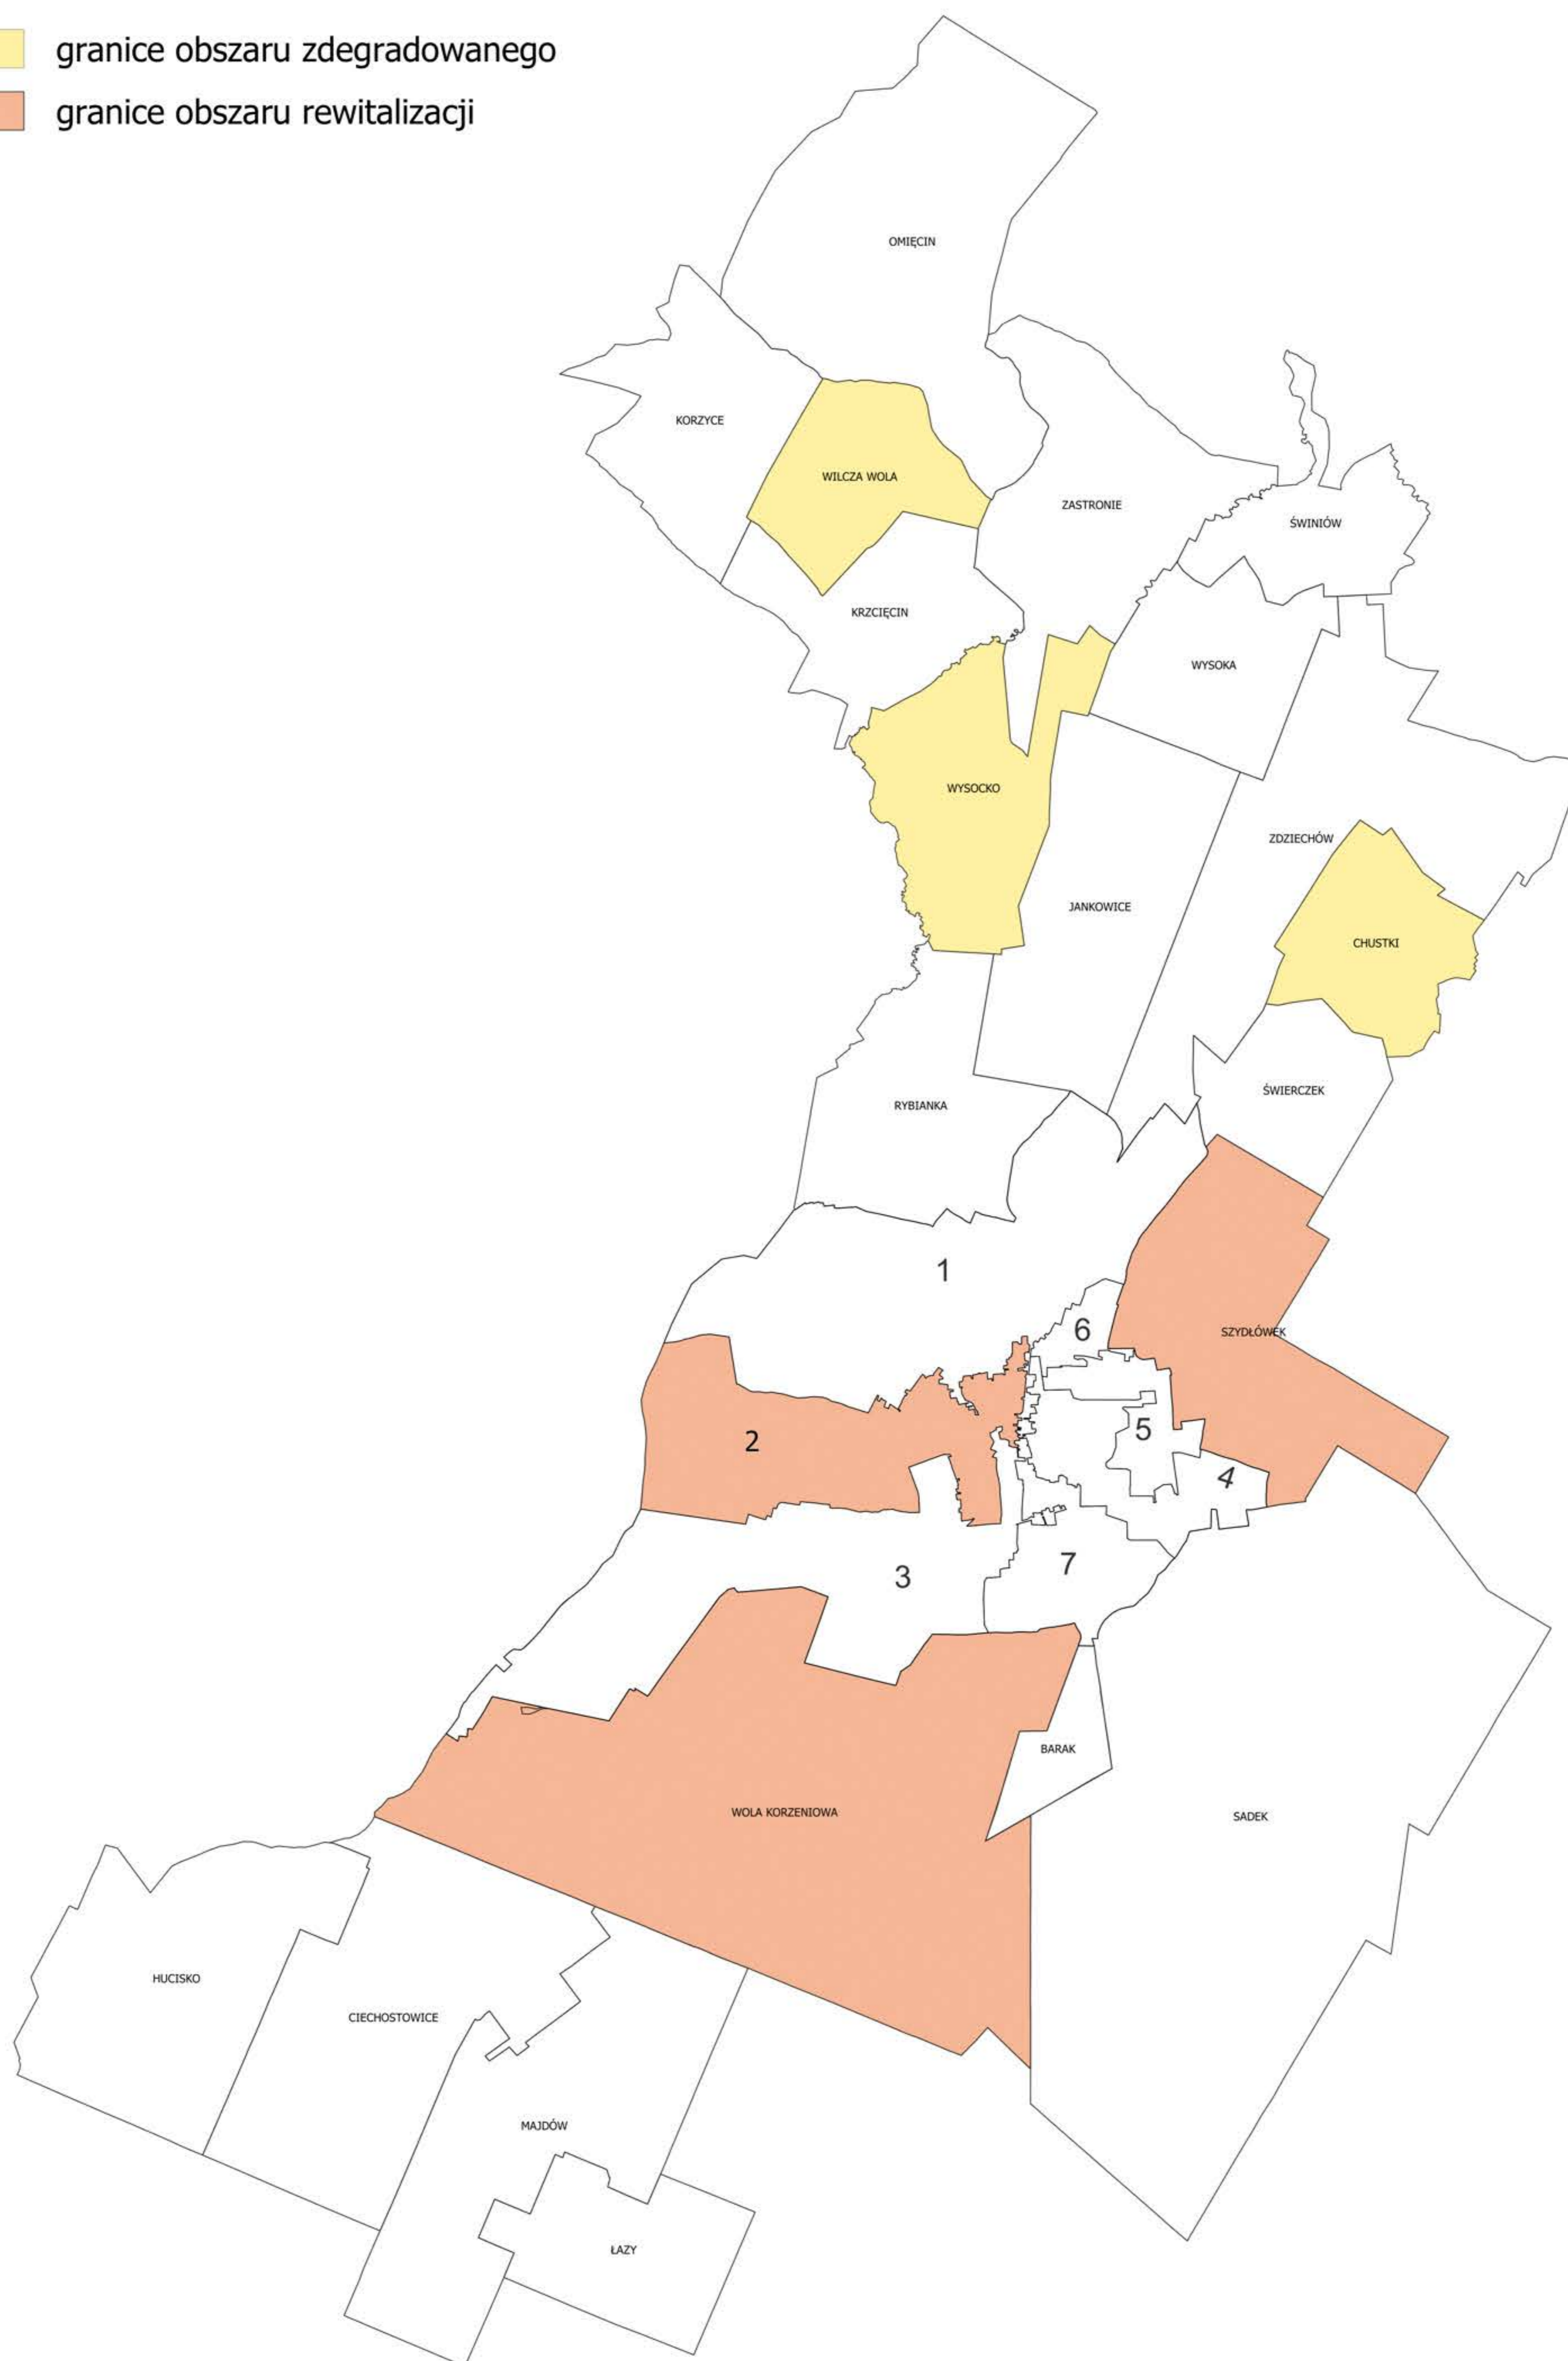 granice obszaru zdegradowanego
granice obszaru rewitalizacji
OMIĘCIN
KORZYCE
WILCZA WOLA
ZASTRONIE
ŚWINIÓW
KRZCIĘCIN
WYSOKA
WYSOCKO
ZDZIECHÓW
JANKOWICE
CHUSTKI
ŚWIERCZEK
RYBIANKA
1
6
SZYDŁÓWEK
5
2
4
7
3
BARAK
WOLA KORZENIOWA
SADEK
HUCISKO
CIECHOSTOWICE
MAJDÓW
ŁAZY